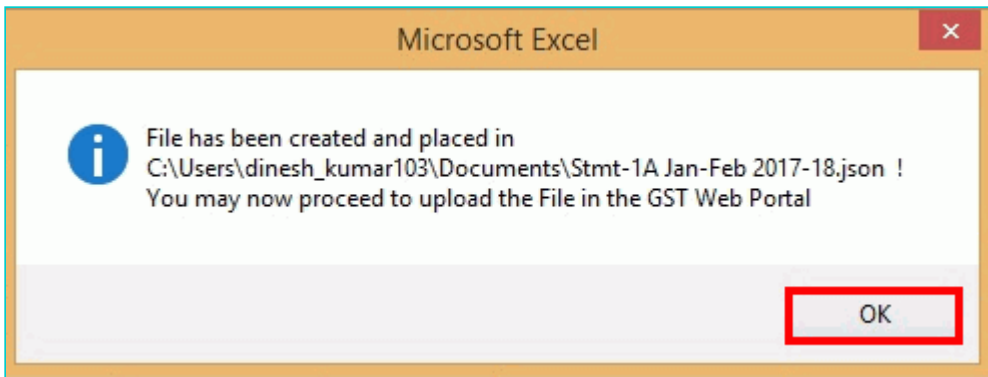 Microsoft Excel
File has been created and placed in
C:\Users\dinesh_kumar103\Documents\Stmt-1A Jan-Feb 2017-18.json  !
You may now proceed to upload the File in the GST Web Portal
OK